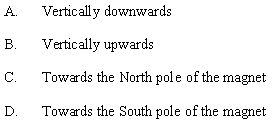 A. Vertically downwards
B. Vertically upwards
C. Towards the North pole of the magnet
D. Towards the South pole of the magnet